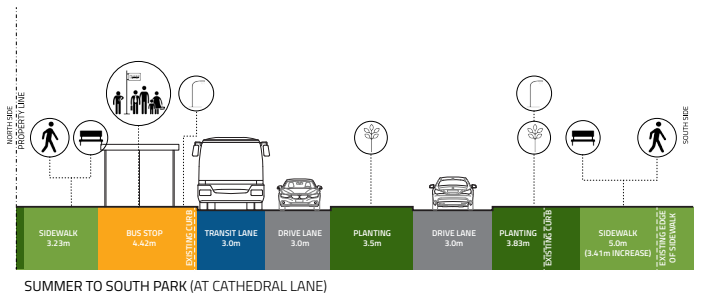 NORTH SIDE
PROPERTY LINE
SOUTH SIDE
SIDEWALK
3.23m
BUS STOP
4.42m
EXISTING CURB
TRANSIT LANE
3.0m
DRIVE LANE
3.0m
PLANTING
3.5m
DRIVE LANE
3.0m
PLANTING
3.83m
EXISTING CURB
SIDEWALK
5.0m
(3.41m INCREASE)
EXISTING EDGE
OF SIDEWALK
SUMMER TO SOUTH PARK (AT CATHEDRAL LANE)